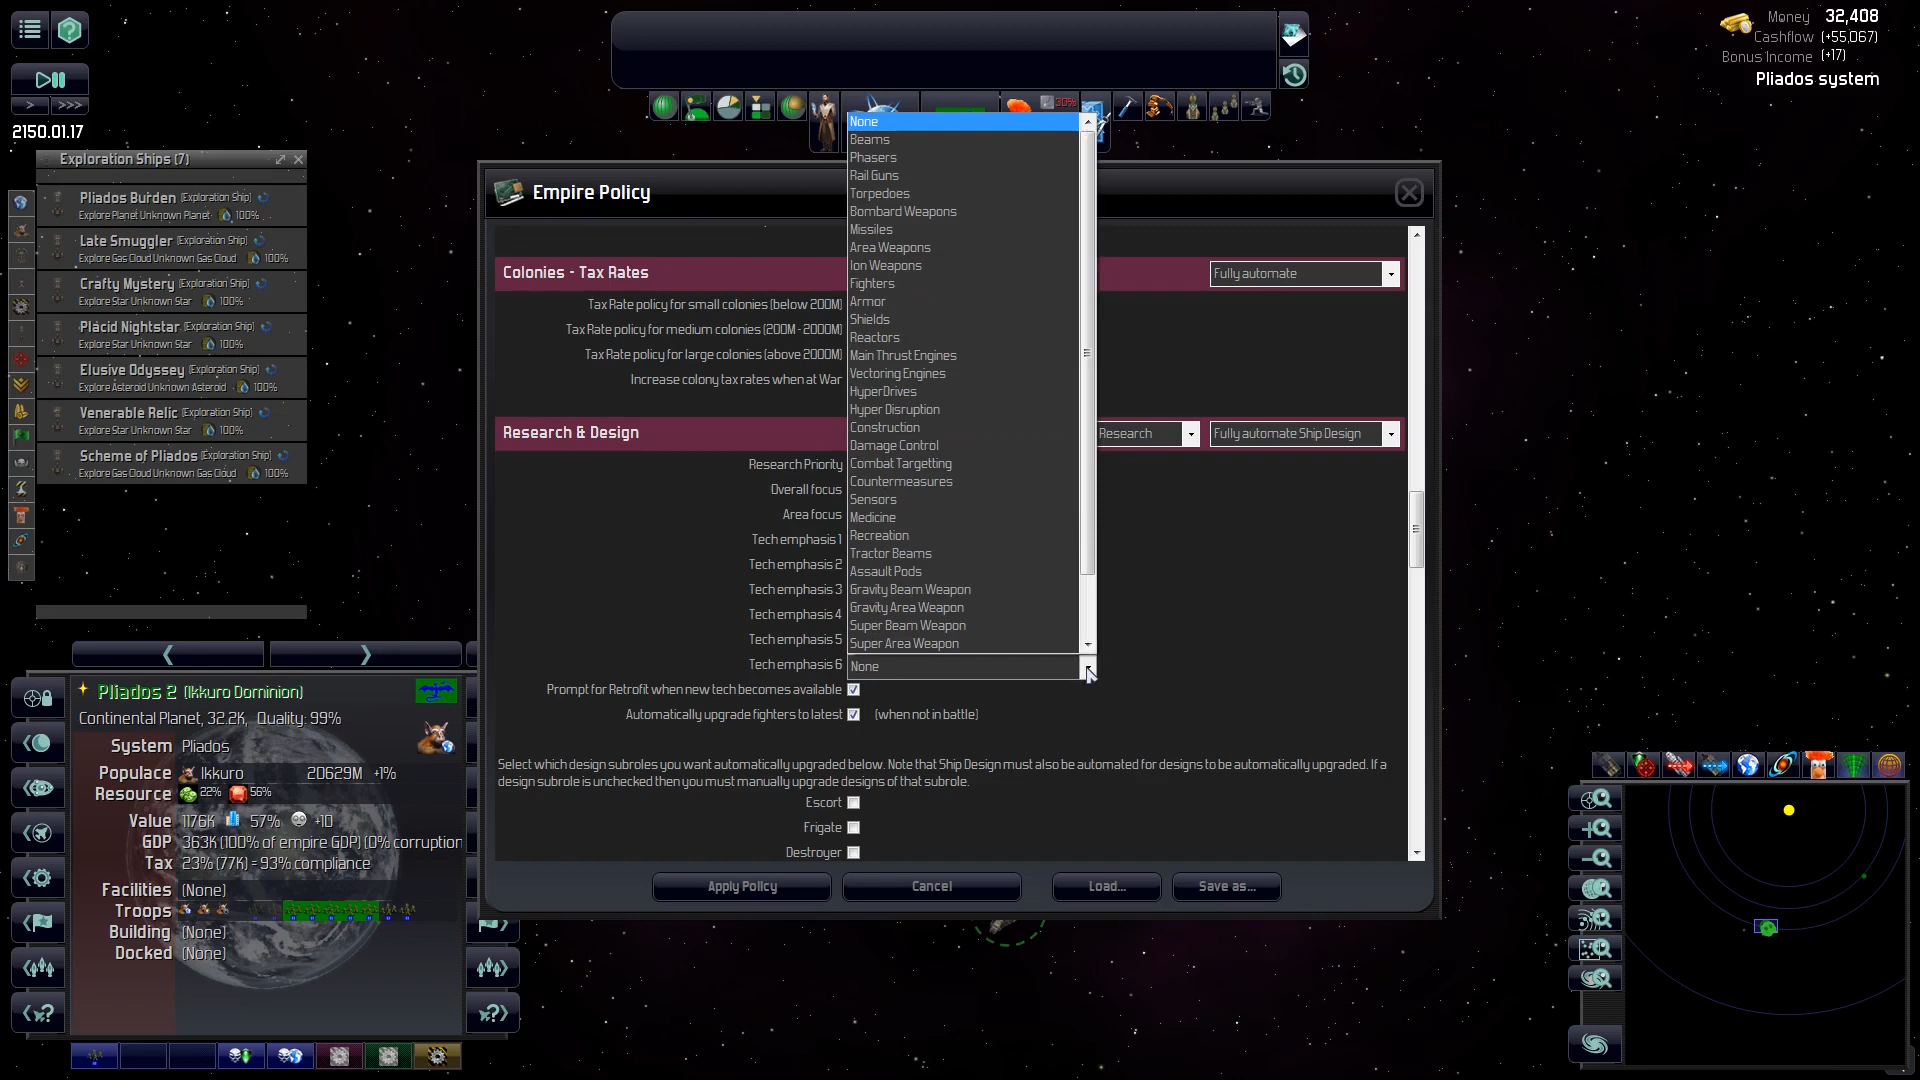 Money 32,408
Cashflow (+55,067)
Bonus Income (+17)
Pliados system
2150.01.17
30%
Exploration Ships (7)
Pliados Burden (Exploration Ship)
Explore Planet Unknown Planet 100%
Late Smuggler (Exploration Ship)
Explore Gas Cloud Unknown Gas Cloud 100%
Crafty Mystery (Exploration Ship)
Explore Star Unknown Star 100%
Placid Nightstar (Exploration Ship)
Explore Star Unknown Star 100%
Elusive Odyssey (Exploration Ship)
Explore Asteroid Unknown Asteroid 100%
Venerable Relic (Exploration Ship)
Explore Star Unknown Star 100%
Scheme of Pliados (Exploration Ship)
Explore Gas Cloud Unknown Gas Cloud 100%
Empire Policy
Colonies - Tax Rates
Fully automate
Tax Rate policy for small colonies (below 200M)
Tax Rate policy for medium colonies (200M - 2000M)
Tax Rate policy for large colonies (above 2000M)
Increase colony tax rates when at War
Research & Design
Research
Fully automate Ship Design
Research Priority
Overall focus
Area focus
Tech emphasis 1
Tech emphasis 2
Tech emphasis 3
Tech emphasis 4
Tech emphasis 5
Tech emphasis 6
None
Beams
Phasers
Rail Guns
Torpedoes
Bombard Weapons
Missiles
Area Weapons
Ion Weapons
Fighters
Armor
Shields
Reactors
Main Thrust Engines
Vectoring Engines
HyperDrives
Hyper Disruption
Construction
Damage Control
Combat Targetting
Countermeasures
Sensors
Medicine
Recreation
Tractor Beams
Assault Pods
Gravity Beam Weapon
Gravity Area Weapon
Super Beam Weapon
Super Area Weapon
None
Prompt for Retrofit when new tech becomes available
Automatically upgrade fighters to latest (when not in battle)
Select which design subroles you want automatically upgraded below. Note that Ship Design must also be automated for designs to be automatically upgraded. If a
design subrole is unchecked then you must manually upgrade designs of that subrole.
Escort
Frigate
Destroyer
Apply Policy
Cancel
Load...
Save as...
Pliados 2 (Ikkuro Dominion)
Continental Planet, 32.2K, Quality: 99%
System Pliados
Populace Ikkuro 20629M +1%
Resource 22% 56%
Value 1176K 57% +10
GDP 363K (100% of empire GDP) (0% corruption
Tax 23% (77K) = 93% compliance
Facilities (None)
Troops
Building (None)
Docked (None)